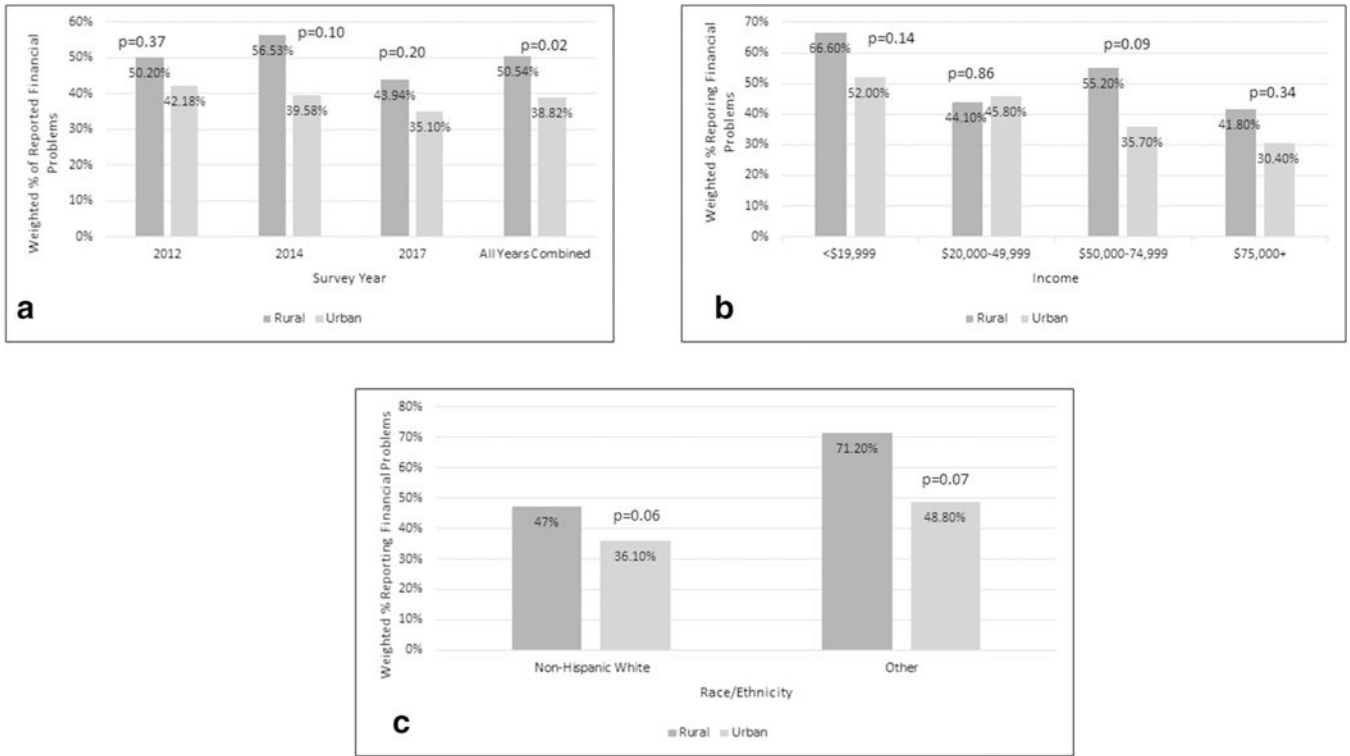 60%
50%
40%
30%
20%
10%
0%
Weighted % of Reported Financial
Problems
p=0.37
50.20%
42.18%
p=0.10
56.53%
39.58%
p=0.20
43.94%
35.10%
p=0.02
50.54%
38.82%
2012
2014
2017
All Years Combined
Survey Year
Rural
Urban
a
70%
60%
50%
40%
30%
20%
10%
0%
Weighted % Reporing Financial
Problems
66.60%
p=0.14
52.00%
p=0.86
44.10%
45.80%
p=0.09
55.20%
35.70%
p=0.34
41.80%
30.40%
<$19,999
$20,000-49,999
$50,000-74,999
$75,000+
Income
Rural
Urban
b
80%
70%
60%
50%
40%
30%
20%
10%
0%
Weighted % Reporting Financial Problems
47%
p=0.06
36.10%
71.20%
p=0.07
48.80%
Non-Hispanic White
Other
Race/Ethnicity
Rural
Urban
c